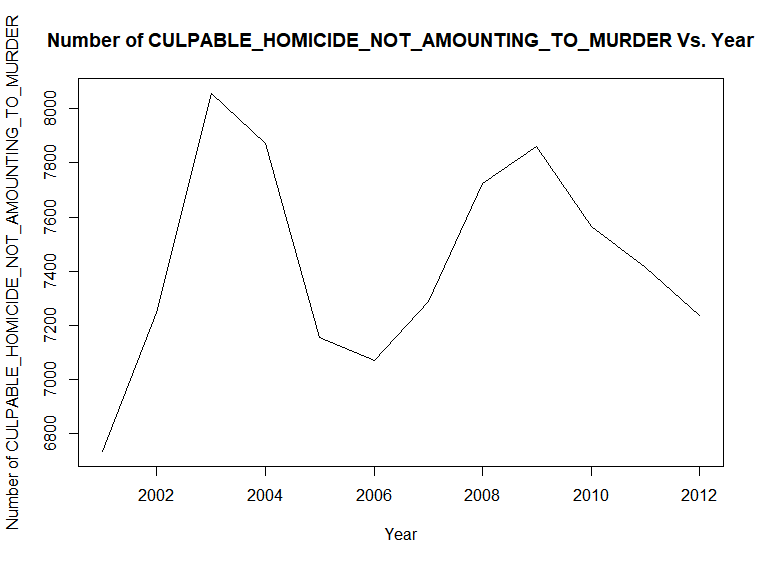 Number of CULPABLE_HOMICIDE_NOT_AMOUNTING_TO_MURDER Vs. Year
Number of CULPABLE_HOMICIDE_NOT_AMOUNTING_TO_MURDER
8000
7800
7600
7400
7200
7000
6800
2002 2004 2006 2008 2010 2012
Year